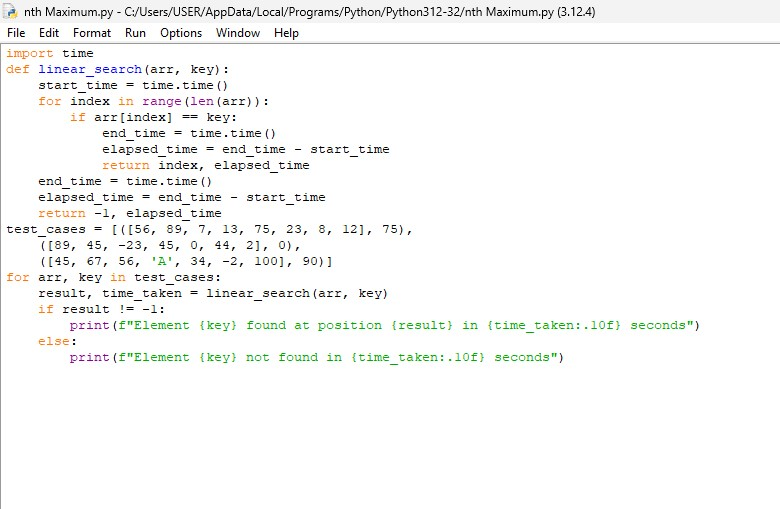 nth Maximum.py - C:/Users/USER/AppData/Local/Programs/Python/Python312-32/nth Maximum.py (3.12.4)
File Edit Format Run Options Window Help
import time
def linear_search(arr, key):
    start_time = time.time()
    for index in range(len(arr)):
        if arr[index] == key:
            end_time = time.time()
            elapsed_time = end_time - start_time
            return index, elapsed_time
    end_time = time.time()
    elapsed_time = end_time - start_time
    return -1, elapsed_time
test_cases = [([56, 89, 7, 13, 75, 23, 8, 12], 75),
    ([89, 45, -23, 45, 0, 44, 2], 0),
    ([45, 67, 56, 'A', 34, -2, 100], 90)]
for arr, key in test_cases:
    result, time_taken = linear_search(arr, key)
    if result != -1:
        print(f"Element {key} found at position {result} in {time_taken:.10f} seconds")
    else:
        print(f"Element {key} not found in {time_taken:.10f} seconds")